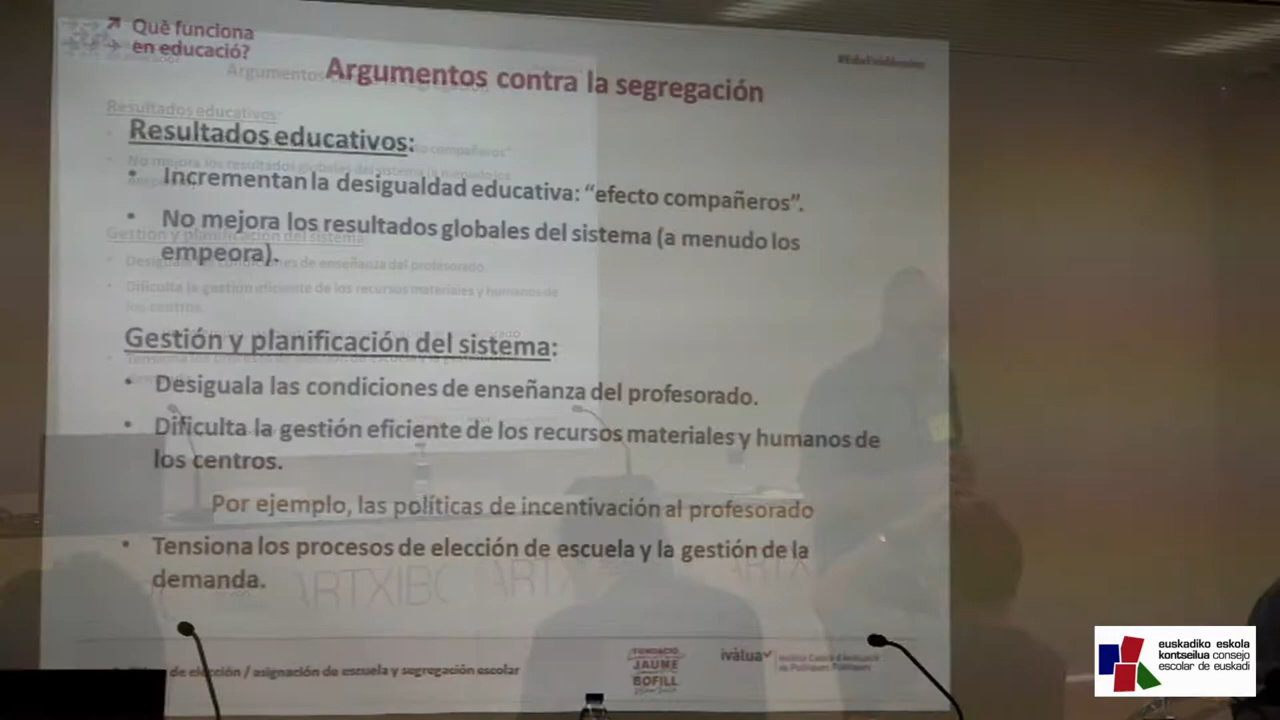 Què funciona
en educació?
Argumentos contra la segregación
Resultados educativos:
• Incrementan la desigualdad educativa: “efecto compañeros”.
• No mejora los resultados globales del sistema (a menudo los
empeora).
Gestión y planificación del sistema:
• Desiguala las condiciones de enseñanza del profesorado.
• Dificulta la gestión eficiente de los recursos materiales y humanos de
los centros.
Por ejemplo, las políticas de incentivación al profesorado
• Tensiona los procesos de elección de escuela y la gestión de la
demanda.
ARTXIBO
de elección / asignación de escuela y segregación escolar
FUNDACIÓ
JAUME
BOFILL
ivàlua
euskadiko eskola
kontseilua consejo
escolar de euskadi